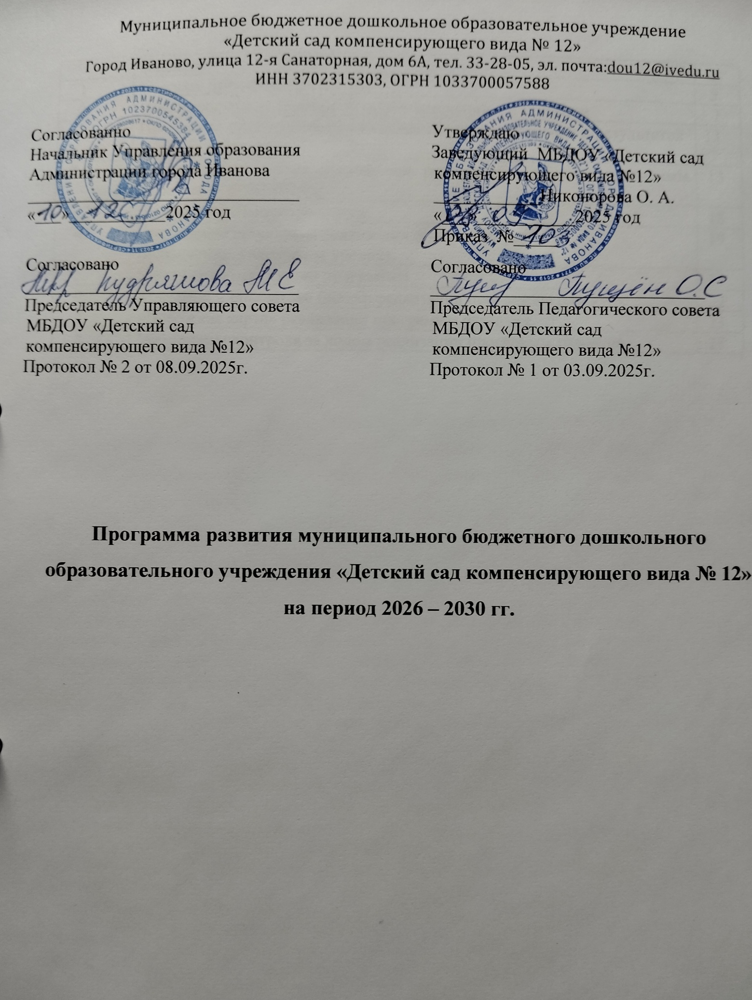 Муниципальное бюджетное дошкольное образовательное учреждение
«Детский сад компенсирующего вида № 12»
Город Иваново, улица 12-я Санаторная, дом 6А, тел. 33-28-05, эл. почта:dou12@ivedu.ru
ИНН 3702315303, ОГРН 1033700057588
Согласованно
Начальник Управления образования
Администрации города Иванова
«10» 12 2025 год
Согласовано
Кудряшова М Е
Председатель Управляющего совета
МБДОУ «Детский сад
компенсирующего вида №12»
Протокол № 2 от 08.09.2025г.
Утверждаю
Заведующий МБДОУ «Детский сад
компенсирующего вида №12»
Никонорова О. А.
2025 год
Приказ № 103
Согласовано
Пущён О.С
Председатель Педагогического совета
МБДОУ «Детский сад
компенсирующего вида №12»
Протокол № 1 от 03.09.2025г.
Программа развития муниципального бюджетного дошкольного
образовательного учреждения «Детский сад компенсирующего вида № 12»
на период 2026 – 2030 гг.